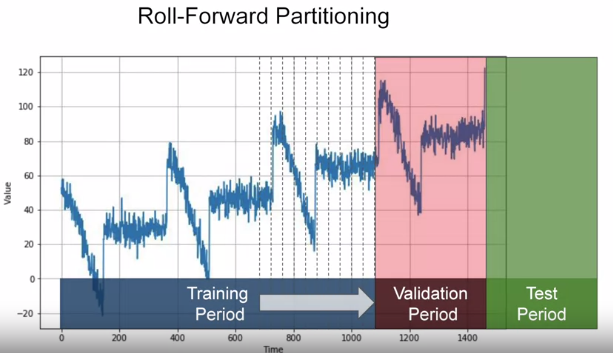 Roll-Forward Partitioning
120
100
80
60
40
20
0
−20
Value
Training
Period
Validation
Period
Test
Period
0 200 400 600 800 1000 1200 1400
Time